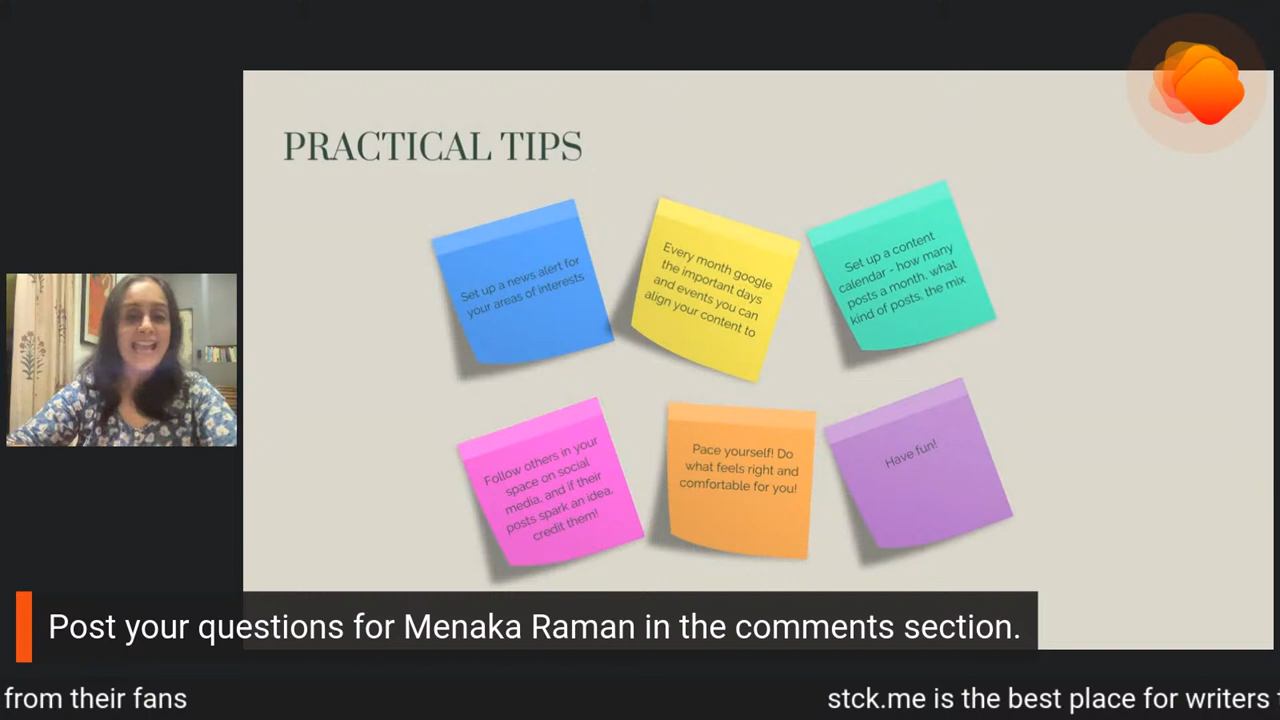 PRACTICAL TIPS
Set up a news alert for
your areas of interests
Every month google
the important days
and events you can
align your content to
Set up a content
calendar - how many
posts a month, what
kind of posts, the mix
Follow others in your
space on social
media, and if their
posts spark an idea,
credit them!
Pace yourself! Do
what feels right and
comfortable for you!
Have fun!
Post your questions for Menaka Raman in the comments section.
from their fans
stck.me is the best place for writers